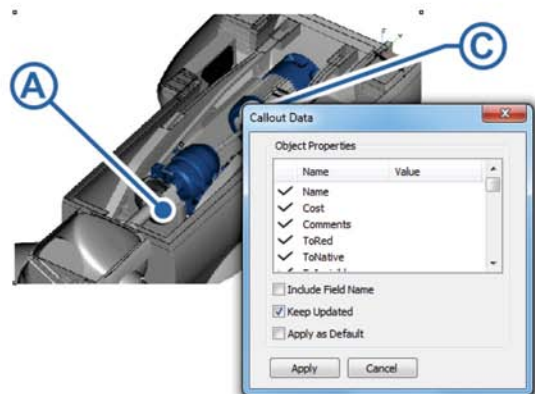 A
C
Callout Data
Object Properties
Name Value
Name
Cost
Comments
ToRed
ToNative
Include Field Name
Keep Updated
Apply as Default
Apply Cancel